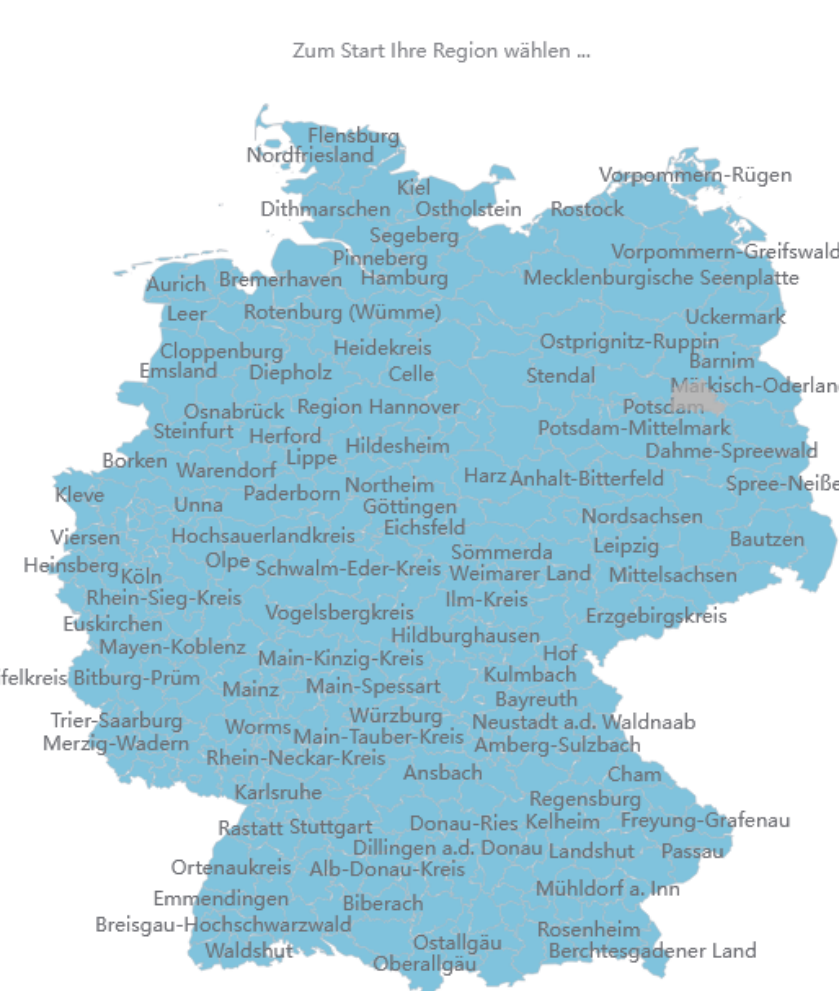 Zum Start Ihre Region wählen ...
Flensburg
Nordfriesland
Vorpommern-Rügen
Kiel
Dithmarschen Ostholstein Rostock
Segeberg
Vorpommern-Greifswald
Pinneberg
Aurich Bremerhaven Hamburg Mecklenburgische Seenplatte
Leer Rotenburg (Wümme) Uckermark
Ostprignitz-Ruppin
Cloppenburg Heidekreis
Barnim
Emsland Diepholz Celle Stendal
Märkisch-Oderlan
Osnabrück Region Hannover Potsdam
Steinfurt Herford Potsdam-Mittelmark
Hildesheim Dahme-Spreewald
Borken Warendorf Lippe
Harz Anhalt-Bitterfeld Spree-Neiße
Kleve Paderborn Northeim
Unna Göttingen
Nordsachsen
Eichsfeld
Viersen Hochsauerlandkreis Leipzig Bautzen
Sömmerda
Heinsberg Olpe Schwalm-Eder-Kreis
Köln Weimarer Land Mittelsachsen
Rhein-Sieg-Kreis Ilm-Kreis
Euskirchen Vogelsbergkreis Erzgebirgskreis
Hildburghausen
Mayen-Koblenz Main-Kinzig-Kreis Hof
felkreis Bitburg-Prüm Kulmbach
Mainz Main-Spessart
Bayreuth
Trier-Saarburg Würzburg Neustadt a.d. Waldnaab
Worms Main-Tauber-Kreis
Merzig-Wadern Amberg-Sulzbach
Rhein-Neckar-Kreis
Ansbach Cham
Karlsruhe Regensburg
Rastatt Stuttgart Donau-Ries Kelheim Freyung-Grafenau
Dillingen a.d. Donau Landshut Passau
Ortenaukreis Alb-Donau-Kreis
Mühldorf a. Inn
Emmendingen Biberach
Breisgau-Hochschwarzwald Rosenheim
Waldshut Ostallgäu Berchtesgadener Land
Oberallgäu